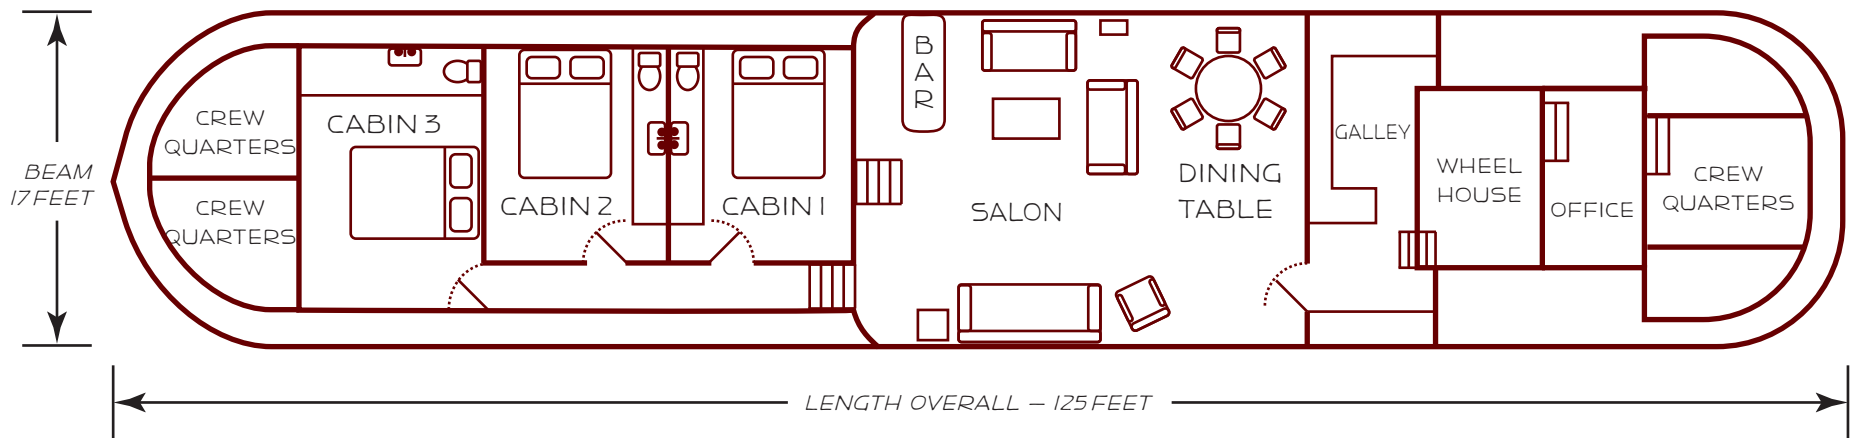 BEAM
17 FEET
CREW
QUARTERS
CREW
QUARTERS
CABIN 3
CABIN 2
CABIN 1
B
A
R
SALON
DINING
TABLE
GALLEY
WHEEL
HOUSE
OFFICE
CREW
QUARTERS
LENGTH OVERALL – 125 FEET